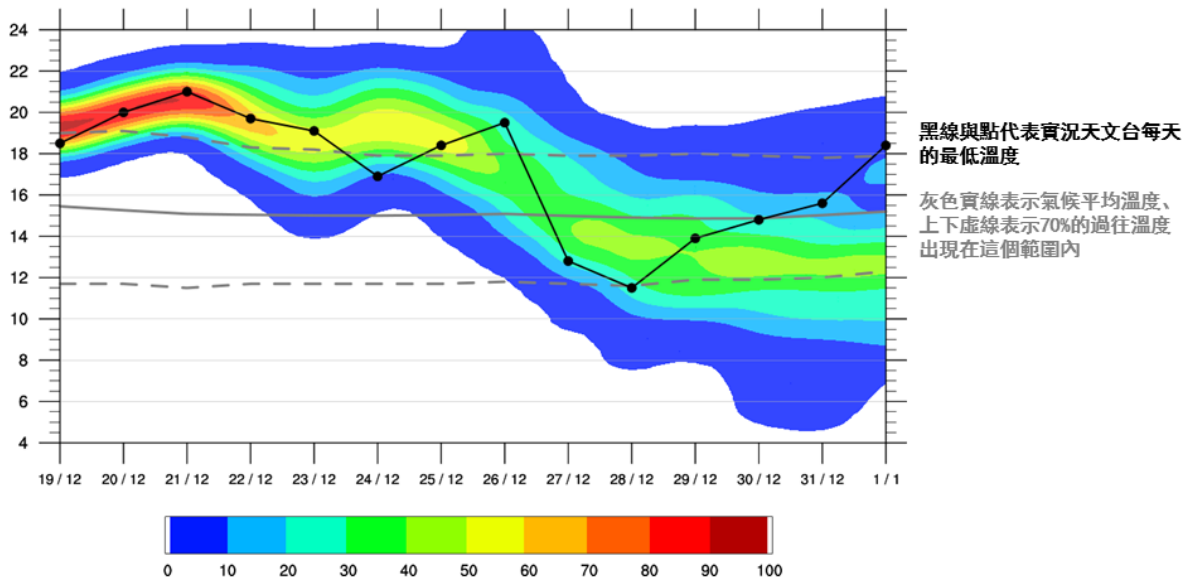 24
22
20
18
16
14
12
10
8
6
4
19 / 12 20 / 12 21 / 12 22 / 12 23 / 12 24 / 12 25 / 12 26 / 12 27 / 12 28 / 12 29 / 12 30 / 12 31 / 12 1 / 1
0 10 20 30 40 50 60 70 80 90 100
黑線與點代表實況天文台每天
的最低溫度
灰色實線表示氣候平均溫度、
上下虛線表示70%的過往溫度
出現在這個範圍內